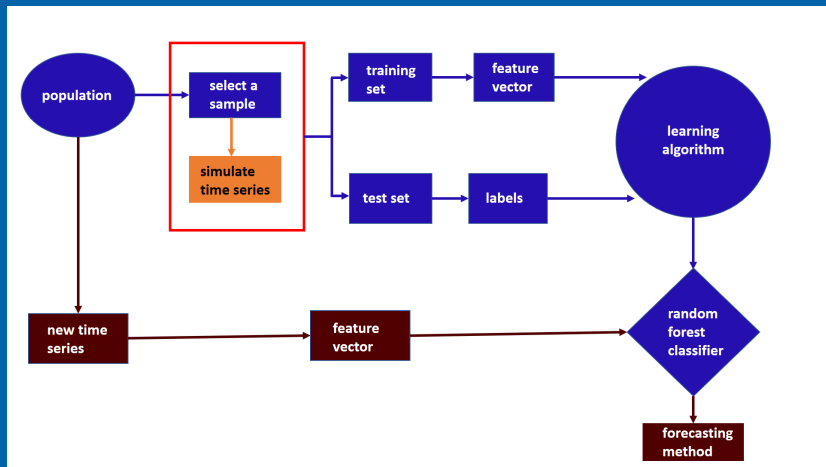 population
select a
sample
simulate
time series
training
set
feature
vector
test set
labels
learning
algorithm
new time
series
feature
vector
random
forest
classifier
forecasting
method